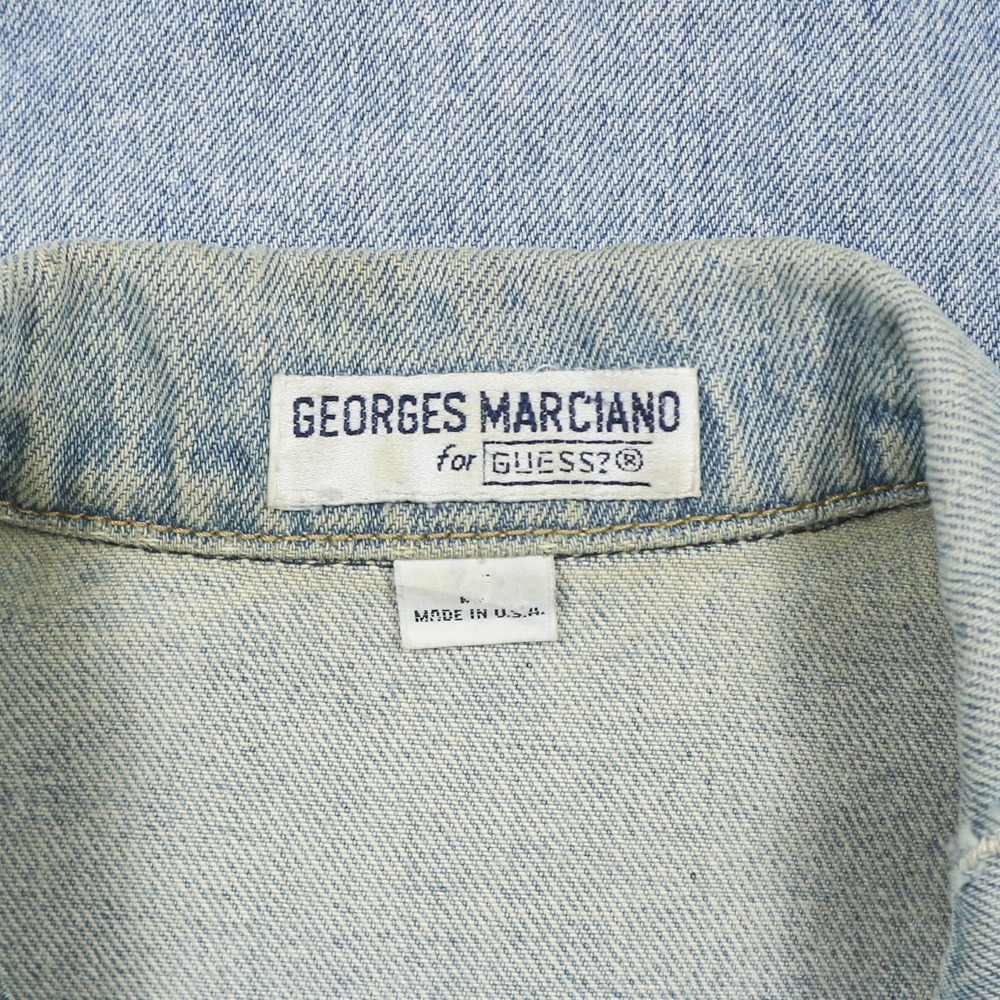 GEORGES MARCIANO
for GUESS?®
MADE IN U.S.A.